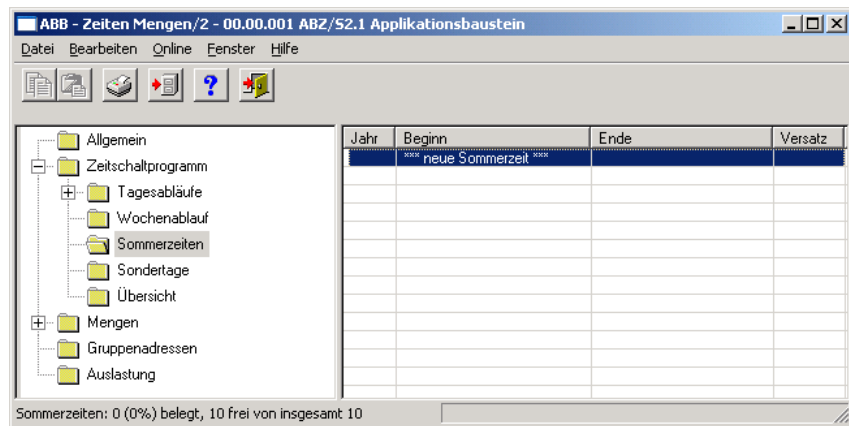 ABB - Zeiten Mengen/2 - 00.00.001 ABZ/S2.1 Applikationsbaustein
Datei Bearbeiten Online Fenster Hilfe
Allgemein
Zeitschaltprogramm
Tagesabläufe
Wochenablauf
Sommerzeiten
Sondertage
Übersicht
Mengen
Gruppenadressen
Auslastung
Jahr Beginn Ende Versatz
*** neue Sommerzeit ***
Sommerzeiten: 0 (0%) belegt, 10 frei von insgesamt 10